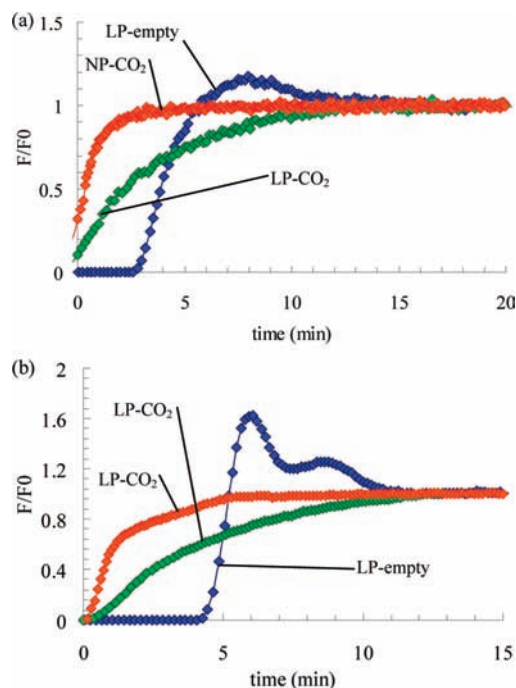 (a)
LP-empty
NP-CO₂
LP-CO₂
1.5
1
0.5
0
F/F0
0 5 10 15 20
time (min)
(b)
LP-CO₂
LP-CO₂
LP-empty
2
1.6
1.2
0.8
0.4
0
F/F0
0 5 10 15
time (min)